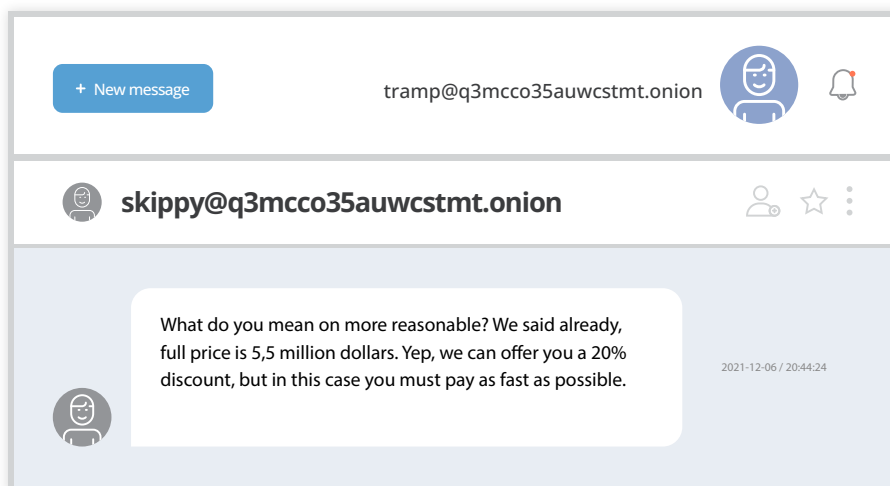 + New message
tramp@q3mcco35auwcstmt.onion
skippy@q3mcco35auwcstmt.onion
What do you mean on more reasonable? We said already,
full price is 5,5 million dollars. Yep, we can offer you a 20%
discount, but in this case you must pay as fast as possible.
2021-12-06 / 20:44:24